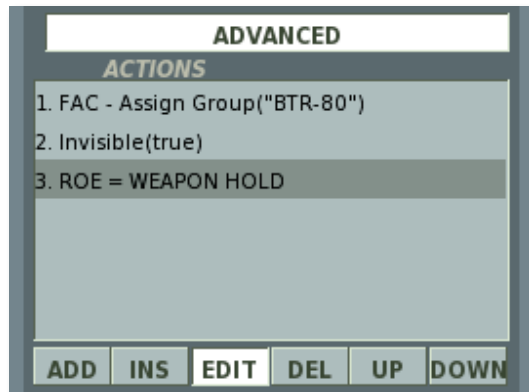 ADVANCED
ACTIONS
1. FAC - Assign Group("BTR-80")
2. Invisible(true)
3. ROE = WEAPON HOLD
ADD INS EDIT DEL UP DOWN